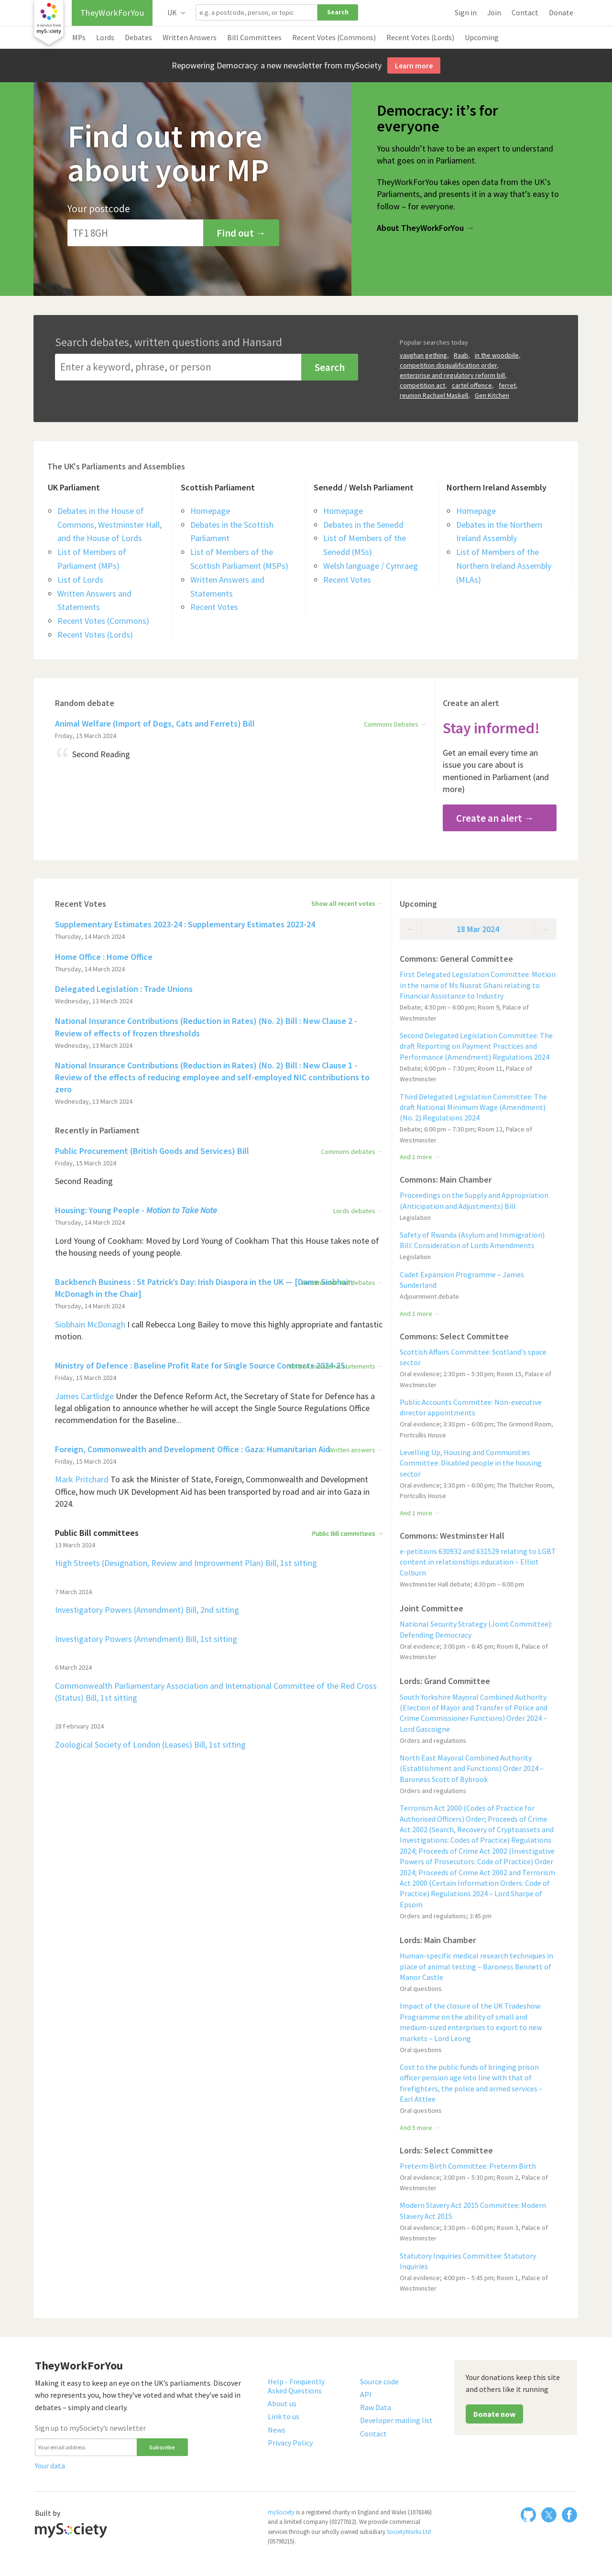 a service from
mySociety
TheyWorkForYou
UK
e.g. a postcode, person, or topic
Search
Sign in
Join
Contact
Donate
MPs
Lords
Debates
Written Answers
Bill Committees
Recent Votes (Commons)
Recent Votes (Lords)
Upcoming
Repowering Democracy: a new newsletter from mySociety
Learn more
Find out more
about your MP
Your postcode
TF1 8GH
Find out →
Democracy: it's for
everyone
You shouldn't have to be an expert to understand
what goes on in Parliament.
TheyWorkForYou takes open data from the UK's
Parliaments, and presents it in a way that's easy to
follow – for everyone.
About TheyWorkForYou →
Search debates, written questions and Hansard
Enter a keyword, phrase, or person
Search
Popular searches today
vaughan gething, Raab, in the woodpile,
competition disqualification order,
enterprise and regulatory reform bill,
competition act, cartel offence, ferret,
reunion Rachael Maskell, Gen Kitchen
The UK's Parliaments and Assemblies
UK Parliament
Debates in the House of
Commons, Westminster Hall,
and the House of Lords
List of Members of
Parliament (MPs)
List of Lords
Written Answers and
Statements
Recent Votes (Commons)
Recent Votes (Lords)
Scottish Parliament
Homepage
Debates in the Scottish
Parliament
List of Members of the
Scottish Parliament (MSPs)
Written Answers and
Statements
Recent Votes
Senedd / Welsh Parliament
Homepage
Debates in the Senedd
List of Members of the
Senedd (MSs)
Welsh language / Cymraeg
Recent Votes
Northern Ireland Assembly
Homepage
Debates in the Northern
Ireland Assembly
List of Members of the
Northern Ireland Assembly
(MLAs)
Random debate
Animal Welfare (Import of Dogs, Cats and Ferrets) Bill
Commons Debates →
Friday, 15 March 2024
“ Second Reading
Create an alert
Stay informed!
Get an email every time an
issue you care about is
mentioned in Parliament (and
more)
Create an alert →
Recent Votes
Show all recent votes →
Supplementary Estimates 2023-24 : Supplementary Estimates 2023-24
Thursday, 14 March 2024
Home Office : Home Office
Thursday, 14 March 2024
Delegated Legislation : Trade Unions
Wednesday, 13 March 2024
National Insurance Contributions (Reduction in Rates) (No. 2) Bill : New Clause 2 -
Review of effects of frozen thresholds
Wednesday, 13 March 2024
National Insurance Contributions (Reduction in Rates) (No. 2) Bill : New Clause 1 -
Review of the effects of reducing employee and self-employed NIC contributions to
zero
Wednesday, 13 March 2024
Recently in Parliament
Public Procurement (British Goods and Services) Bill
Commons debates →
Friday, 15 March 2024
Second Reading
Housing: Young People - Motion to Take Note
Lords debates →
Thursday, 14 March 2024
Lord Young of Cookham: Moved by Lord Young of Cookham That this House takes note of
the housing needs of young people.
Backbench Business : St Patrick's Day: Irish Diaspora in the UK — [Dame Siobhain
McDonagh in the Chair]
debates →
Thursday, 14 March 2024
Siobhain McDonagh I call Rebecca Long Bailey to move this highly appropriate and fantastic
motion.
Ministry of Defence : Baseline Profit Rate for Single Source Contracts 2024-25
statements →
Friday, 15 March 2024
James Cartlidge Under the Defence Reform Act, the Secretary of State for Defence has a
legal obligation to announce whether he will accept the Single Source Regulations Office
recommendation for the Baseline...
Foreign, Commonwealth and Development Office : Gaza: Humanitarian Aid
Written answers →
Friday, 15 March 2024
Mark Pritchard To ask the Minister of State, Foreign, Commonwealth and Development
Office, how much UK Development Aid has been transported by road and air into Gaza in
2024.
Public Bill committees
Public Bill committees →
13 March 2024
High Streets (Designation, Review and Improvement Plan) Bill, 1st sitting
7 March 2024
Investigatory Powers (Amendment) Bill, 2nd sitting
Investigatory Powers (Amendment) Bill, 1st sitting
6 March 2024
Commonwealth Parliamentary Association and International Committee of the Red Cross
(Status) Bill, 1st sitting
28 February 2024
Zoological Society of London (Leases) Bill, 1st sitting
Upcoming
← 18 Mar 2024 →
Commons: General Committee
First Delegated Legislation Committee: Motion
in the name of Ms Nusrat Ghani relating to
Financial Assistance to Industry
Debate; 4:30 pm – 6:00 pm; Room 9, Palace of
Westminster
Second Delegated Legislation Committee: The
draft Reporting on Payment Practices and
Performance (Amendment) Regulations 2024
Debate; 6:00 pm – 7:30 pm; Room 11, Palace of
Westminster
Third Delegated Legislation Committee: The
draft National Minimum Wage (Amendment)
(No. 2) Regulations 2024
Debate; 6:00 pm – 7:30 pm; Room 12, Palace of
Westminster
And 1 more →
Commons: Main Chamber
Proceedings on the Supply and Appropriation
(Anticipation and Adjustments) Bill
Legislation
Safety of Rwanda (Asylum and Immigration)
Bill: Consideration of Lords Amendments
Legislation
Cadet Expansion Programme – James
Sunderland
Adjournment debate
And 1 more →
Commons: Select Committee
Scottish Affairs Committee: Scotland's space
sector
Oral evidence; 2:30 pm – 5:30 pm; Room 15, Palace of
Westminster
Public Accounts Committee: Non-executive
director appointments
Oral evidence; 3:30 pm – 6:00 pm; The Grimond Room,
Portcullis House
Levelling Up, Housing and Communities
Committee: Disabled people in the housing
sector
Oral evidence; 3:30 pm – 6:00 pm; The Thatcher Room,
Portcullis House
And 1 more →
Commons: Westminster Hall
e-petitions 630932 and 631529 relating to LGBT
content in relationships education – Elliot
Colburn
Westminster Hall debate; 4:30 pm – 6:00 pm
Joint Committee
National Security Strategy (Joint Committee):
Defending Democracy
Oral evidence; 3:00 pm – 6:45 pm; Room 8, Palace of
Westminster
Lords: Grand Committee
South Yorkshire Mayoral Combined Authority
(Election of Mayor and Transfer of Police and
Crime Commissioner Functions) Order 2024 –
Lord Gascoigne
Orders and regulations
North East Mayoral Combined Authority
(Establishment and Functions) Order 2024 –
Baroness Scott of Bybrook
Orders and regulations
Terrorism Act 2000 (Codes of Practice for
Authorised Officers) Order; Proceeds of Crime
Act 2002 (Search, Recovery of Cryptoassets and
Investigations: Codes of Practice) Regulations
2024; Proceeds of Crime Act 2002 (Investigative
Powers of Prosecutors: Code of Practice) Order
2024; Proceeds of Crime Act 2002 and Terrorism
Act 2000 (Certain Information Orders: Code of
Practice) Regulations 2024 – Lord Sharpe of
Epsom
Orders and regulations; 3:45 pm
Lords: Main Chamber
Human-specific medical research techniques in
place of animal testing – Baroness Bennett of
Manor Castle
Oral questions
Impact of the closure of the UK Tradeshow
Programme on the ability of small and
medium-sized enterprises to export to new
markets – Lord Leong
Oral questions
Cost to the public funds of bringing prison
officer pension age into line with that of
firefighters, the police and armed services –
Earl Attlee
Oral questions
And 5 more →
Lords: Select Committee
Preterm Birth Committee: Preterm Birth
Oral evidence; 3:00 pm – 5:30 pm; Room 2, Palace of
Westminster
Modern Slavery Act 2015 Committee: Modern
Slavery Act 2015
Oral evidence; 3:30 pm – 6:00 pm; Room 3, Palace of
Westminster
Statutory Inquiries Committee: Statutory
Inquiries
Oral evidence; 4:00 pm – 5:45 pm; Room 1, Palace of
Westminster
TheyWorkForYou
Making it easy to keep an eye on the UK's parliaments. Discover
who represents you, how they've voted and what they've said in
debates – simply and clearly.
Sign up to mySociety's newsletter
Your email address
Subscribe
Your data
Help - Frequently
Asked Questions
About us
Link to us
News
Privacy Policy
Source code
API
Raw Data
Developer mailing list
Contact
Your donations keep this site
and others like it running
Donate now
Built by
mySociety
mySociety is a registered charity in England and Wales (1076346)
and a limited company (03277032). We provide commercial
services through our wholly owned subsidiary SocietyWorks Ltd
(05798215).